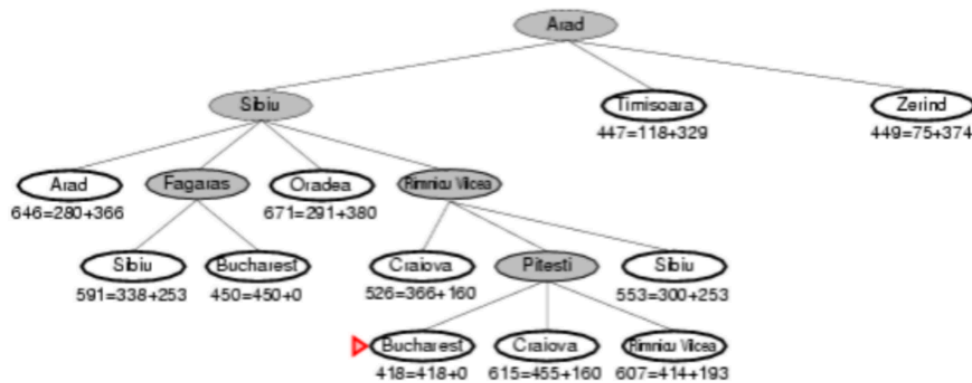 Arad
Sibiu Timisoara Zerind
447=118+329 449=75+374
Arad Fagaras Oradea Rimnicu Vilcea
646=280+366 671=291+380
Sibiu Bucharest Craiova Pitesti Sibiu
591=338+253 450=450+0 526=366+160 553=300+253
Bucharest Craiova Rimnicu Vilcea
418=418+0 615=455+160 607=414+193